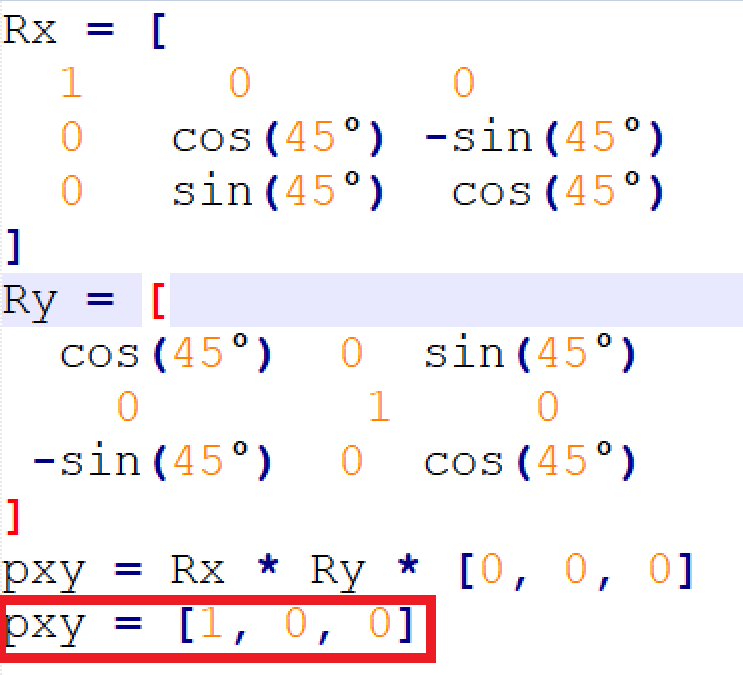 Rx = [
1 0 0
0 cos(45°) -sin(45°)
0 sin(45°) cos(45°)
]
Ry = [
cos(45°) 0 sin(45°)
0 1 0
-sin(45°) 0 cos(45°)
]
pxy = Rx * Ry * [0, 0, 0]
pxy = [1, 0, 0]